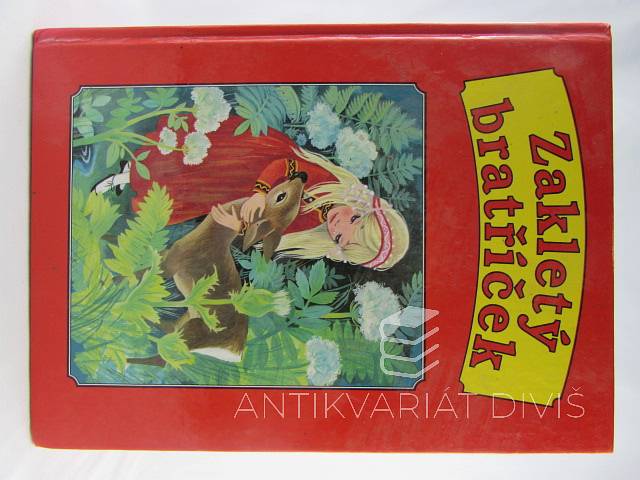 Zakletý
bratříček
ANTIKVARIÁT DIVIŠ